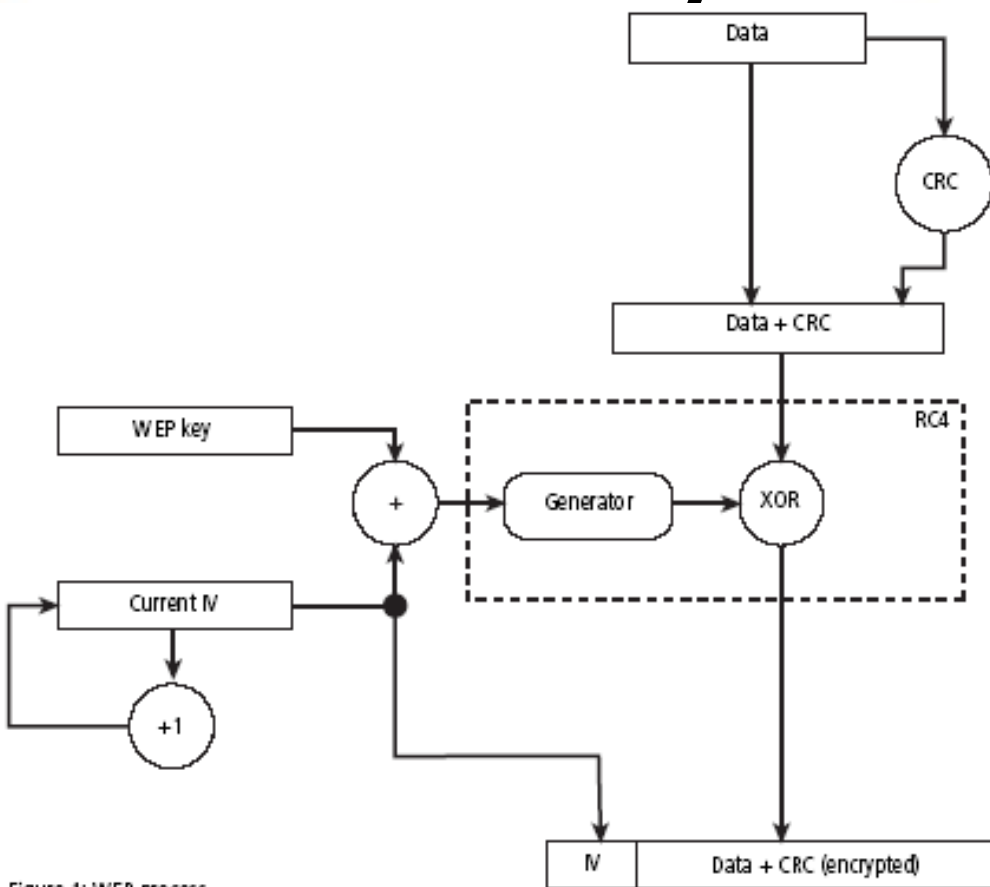 Data
CRC
Data + CRC
RC4
WEP key
+
Generator
XOR
Current IV
+1
IV
Data + CRC (encrypted)